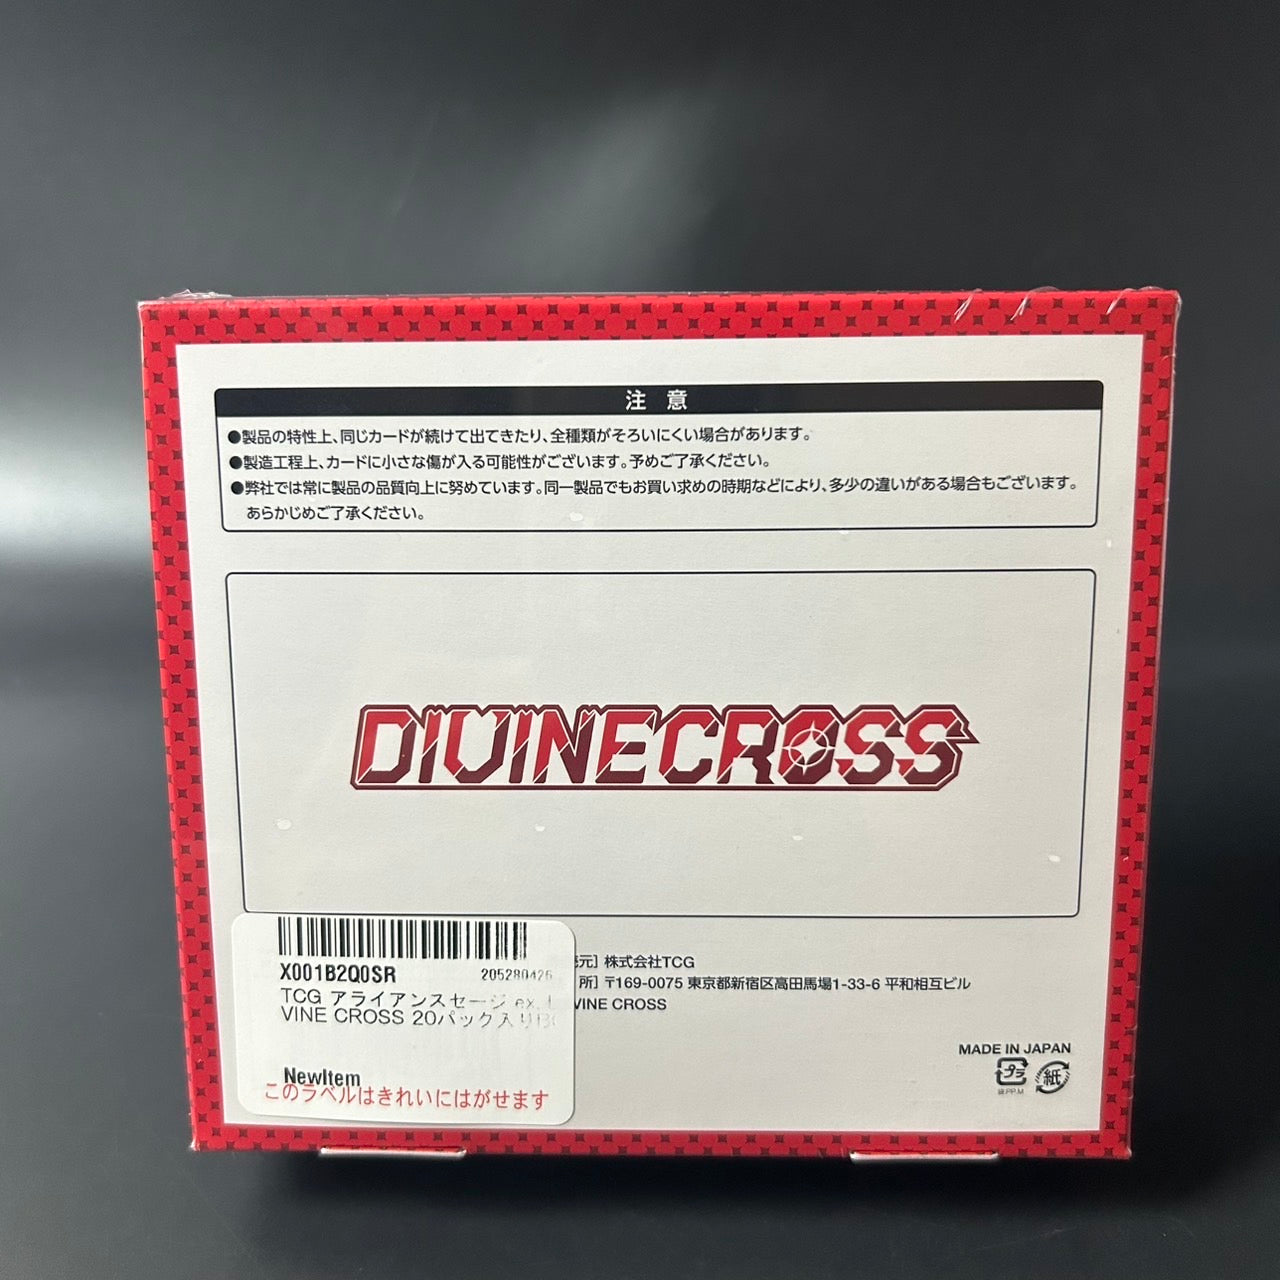 注 意
●製品の特性上、同じカードが続けて出てきたり、全種類がそろいにくい場合があります。
●製造工程上、カードに小さな傷が入る可能性がございます。予めご了承ください。
●弊社では常に製品の品質向上に努めています。同一製品でもお買い求めの時期などにより、多少の違いがある場合もございます。
あらかじめご了承ください。
DIVINECROSS
X001B2Q0SR 205280426
TCG アライアンスセージ ex.
VINE CROSS 20パック入り
NewItem
このラベルはきれいにはがせます
元] 株式会社TCG
所] 〒169-0075 東京都新宿区高田馬場1-33-6 平和相互ビル
VINE CROSS
MADE IN JAPAN
プラ
紙